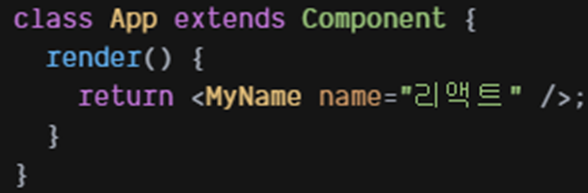 class App extends Component {
  render() {
    return <MyName name="리액트" />;
  }
}